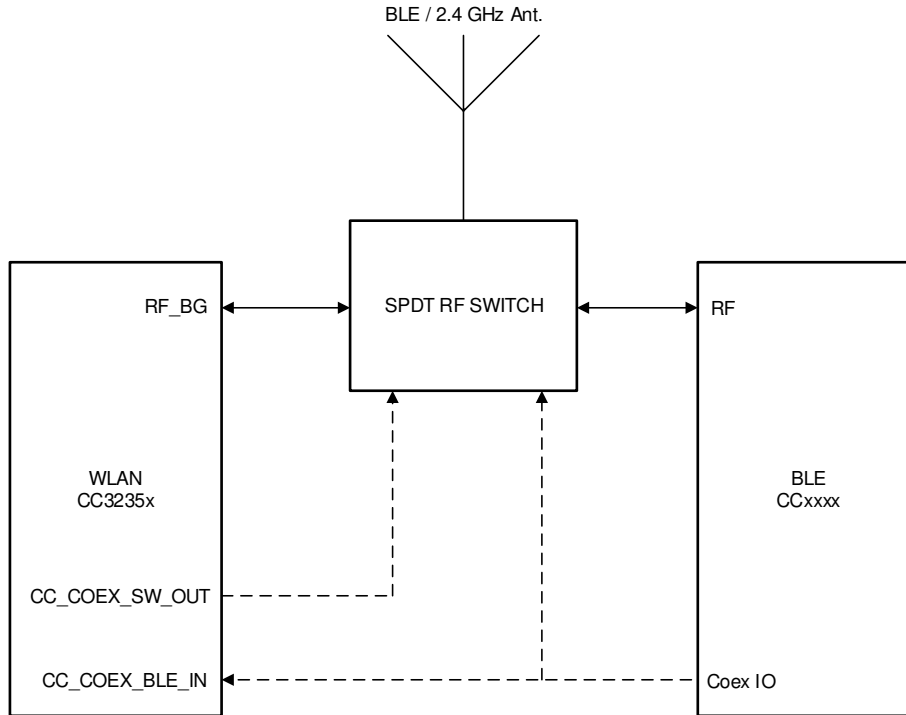 BLE / 2.4 GHz Ant.
RF_BG
SPDT RF SWITCH
RF
WLAN
CC3235x
BLE
CCxxxx
CC_COEX_SW_OUT
CC_COEX_BLE_IN
Coex IO